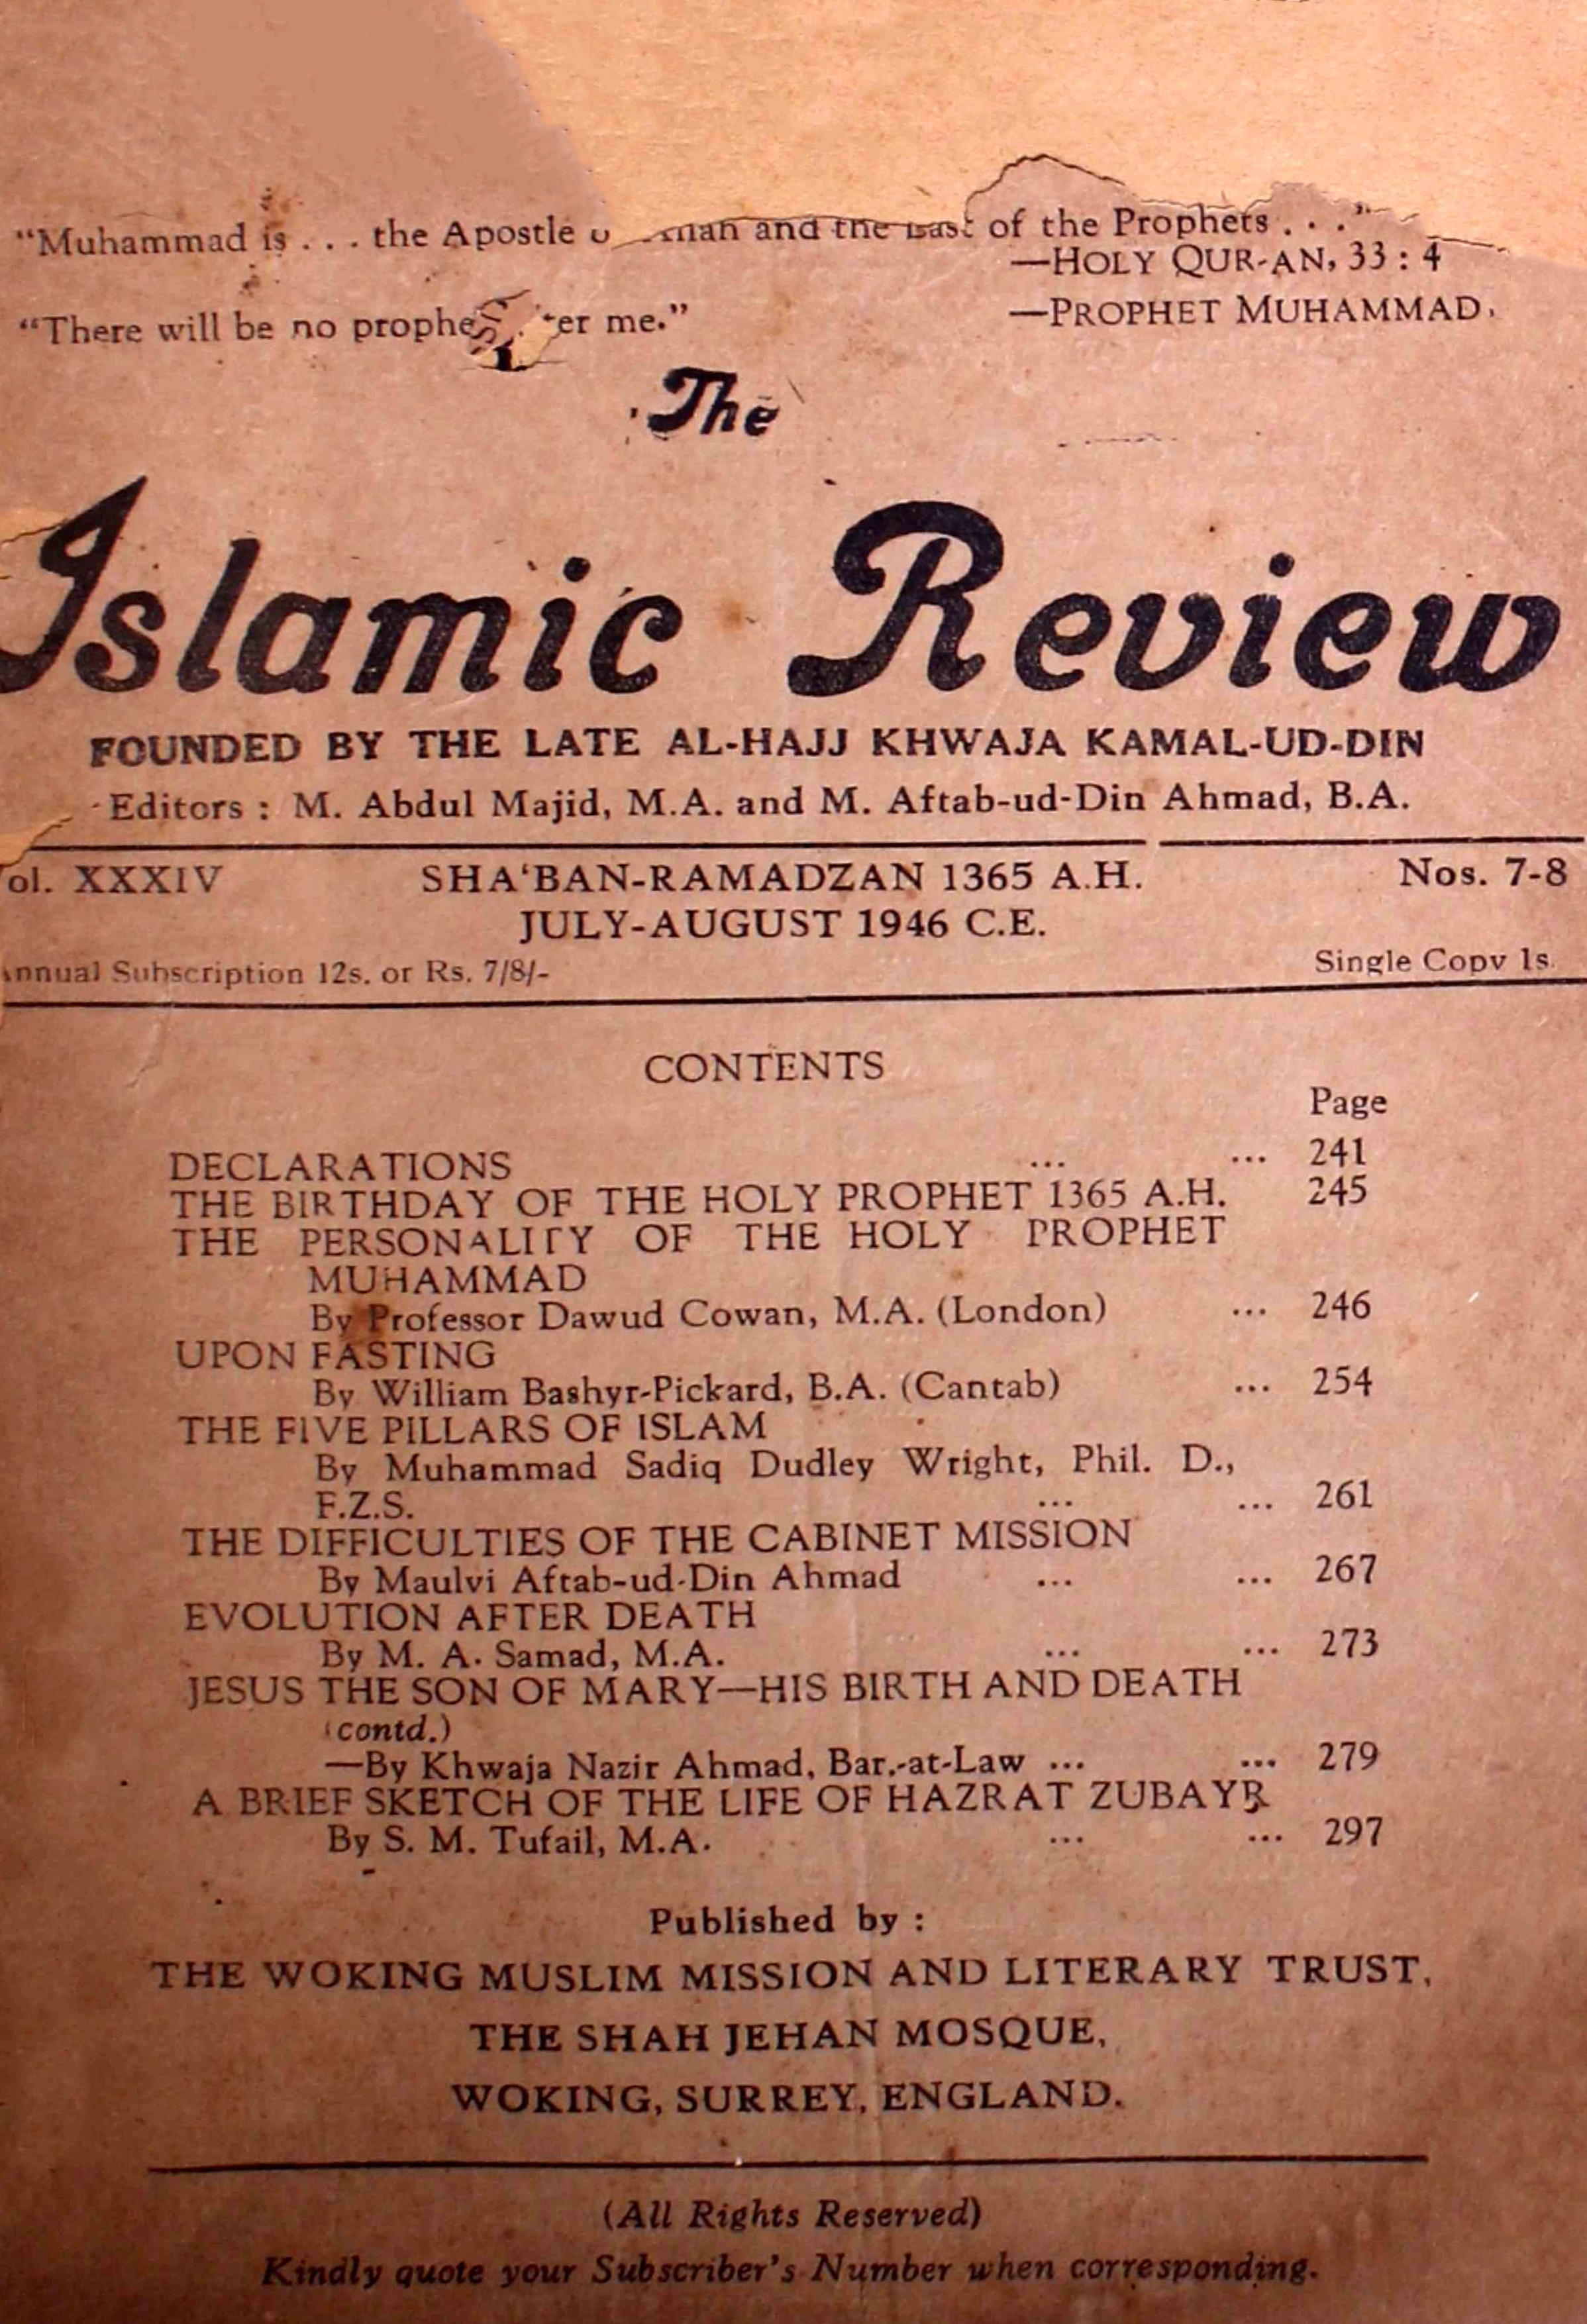 "Muhammad is . . . the Apostle and the Last of the Prophets . . ."
—HOLY QUR-AN, 33 : 4
"There will be no me."
—PROPHET MUHAMMAD.
The
Islamic Review
FOUNDED BY THE LATE AL-HAJJ KHWAJA KAMAL-UD-DIN
Editors : M. Abdul Majid, M.A. and M. Aftab-ud-Din Ahmad, B.A.
ol. XXXIV SHA'BAN-RAMADZAN 1365 A.H. Nos. 7-8
JULY-AUGUST 1946 C.E.
Annual Subscription 12s. or Rs. 7/8/- Single Copy 1s.
CONTENTS
Page
DECLARATIONS ... ... 241
THE BIRTHDAY OF THE HOLY PROPHET 1365 A.H. 245
THE PERSONALITY OF THE HOLY PROPHET
MUHAMMAD
By Professor Dawud Cowan, M.A. (London) ... 246
UPON FASTING
By William Bashyr-Pickard, B.A. (Cantab) ... 254
THE FIVE PILLARS OF ISLAM
By Muhammad Sadiq Dudley Wright, Phil. D.,
F.Z.S. ... ... 261
THE DIFFICULTIES OF THE CABINET MISSION
By Maulvi Aftab-ud-Din Ahmad ... ... 267
EVOLUTION AFTER DEATH
By M. A. Samad, M.A. ... ... 273
JESUS THE SON OF MARY—HIS BIRTH AND DEATH
(contd.)
—By Khwaja Nazir Ahmad, Bar.-at-Law ... ... 279
A BRIEF SKETCH OF THE LIFE OF HAZRAT ZUBAYR
By S. M. Tufail, M.A. ... ... 297
Published by :
THE WOKING MUSLIM MISSION AND LITERARY TRUST,
THE SHAH JEHAN MOSQUE,
WOKING, SURREY, ENGLAND.
(All Rights Reserved)
Kindly quote your Subscriber's Number when corresponding.